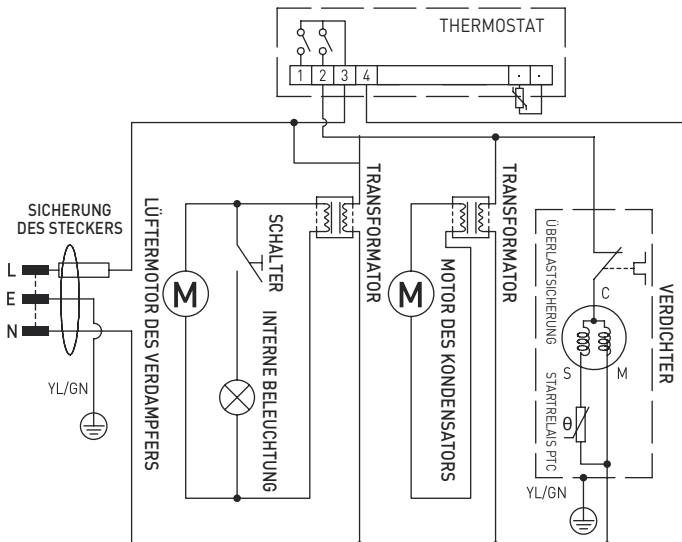 THERMOSTAT
1 2 3 4 · ·
SICHERUNG
DES STECKERS
L
E
N
YL/GN
LÜFTERMOTOR DES VERDAMPFERS
M
SCHALTER
INTERNE BELEUCHTUNG
TRANSFORMATOR
M
MOTOR DES KONDENSATORS
TRANSFORMATOR
ÜBERLASTSICHERUNG
C
S
M
STARTRELAIS PTC
θ
VERDICHTER
YL/GN